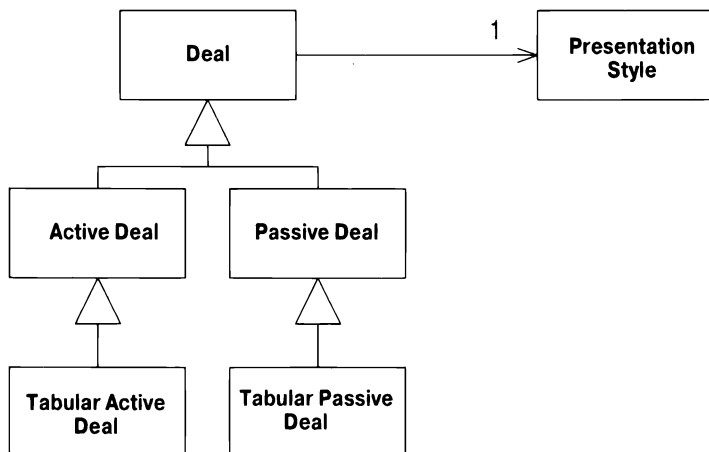 Deal
1
Presentation
Style
Active Deal
Passive Deal
Tabular Active
Deal
Tabular Passive
Deal